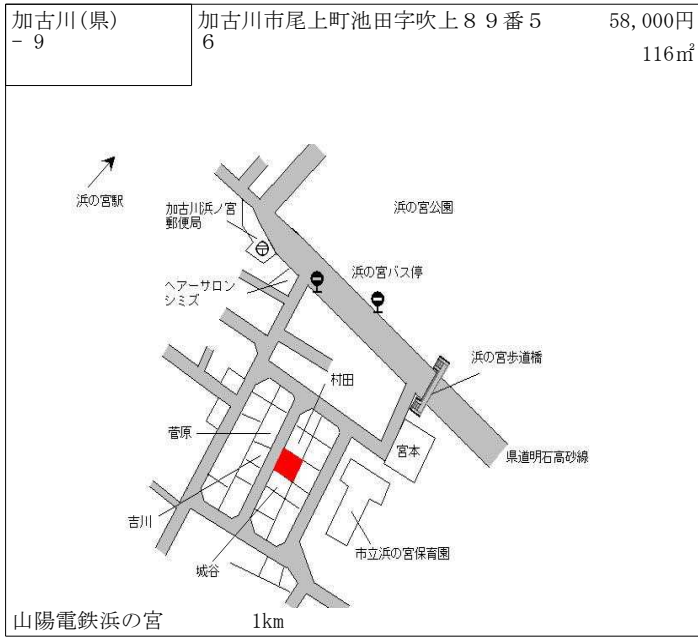 加古川(県)
－9
加古川市尾上町池田字吹上８９番５
６
58,000円
116㎡
浜の宮駅
加古川浜ノ宮
郵便局
浜の宮公園
ヘアーサロン
シミズ
浜の宮バス停
浜の宮歩道橋
村田
菅原
宮本
県道明石高砂線
吉川
城谷
市立浜の宮保育園
山陽電鉄浜の宮
1km